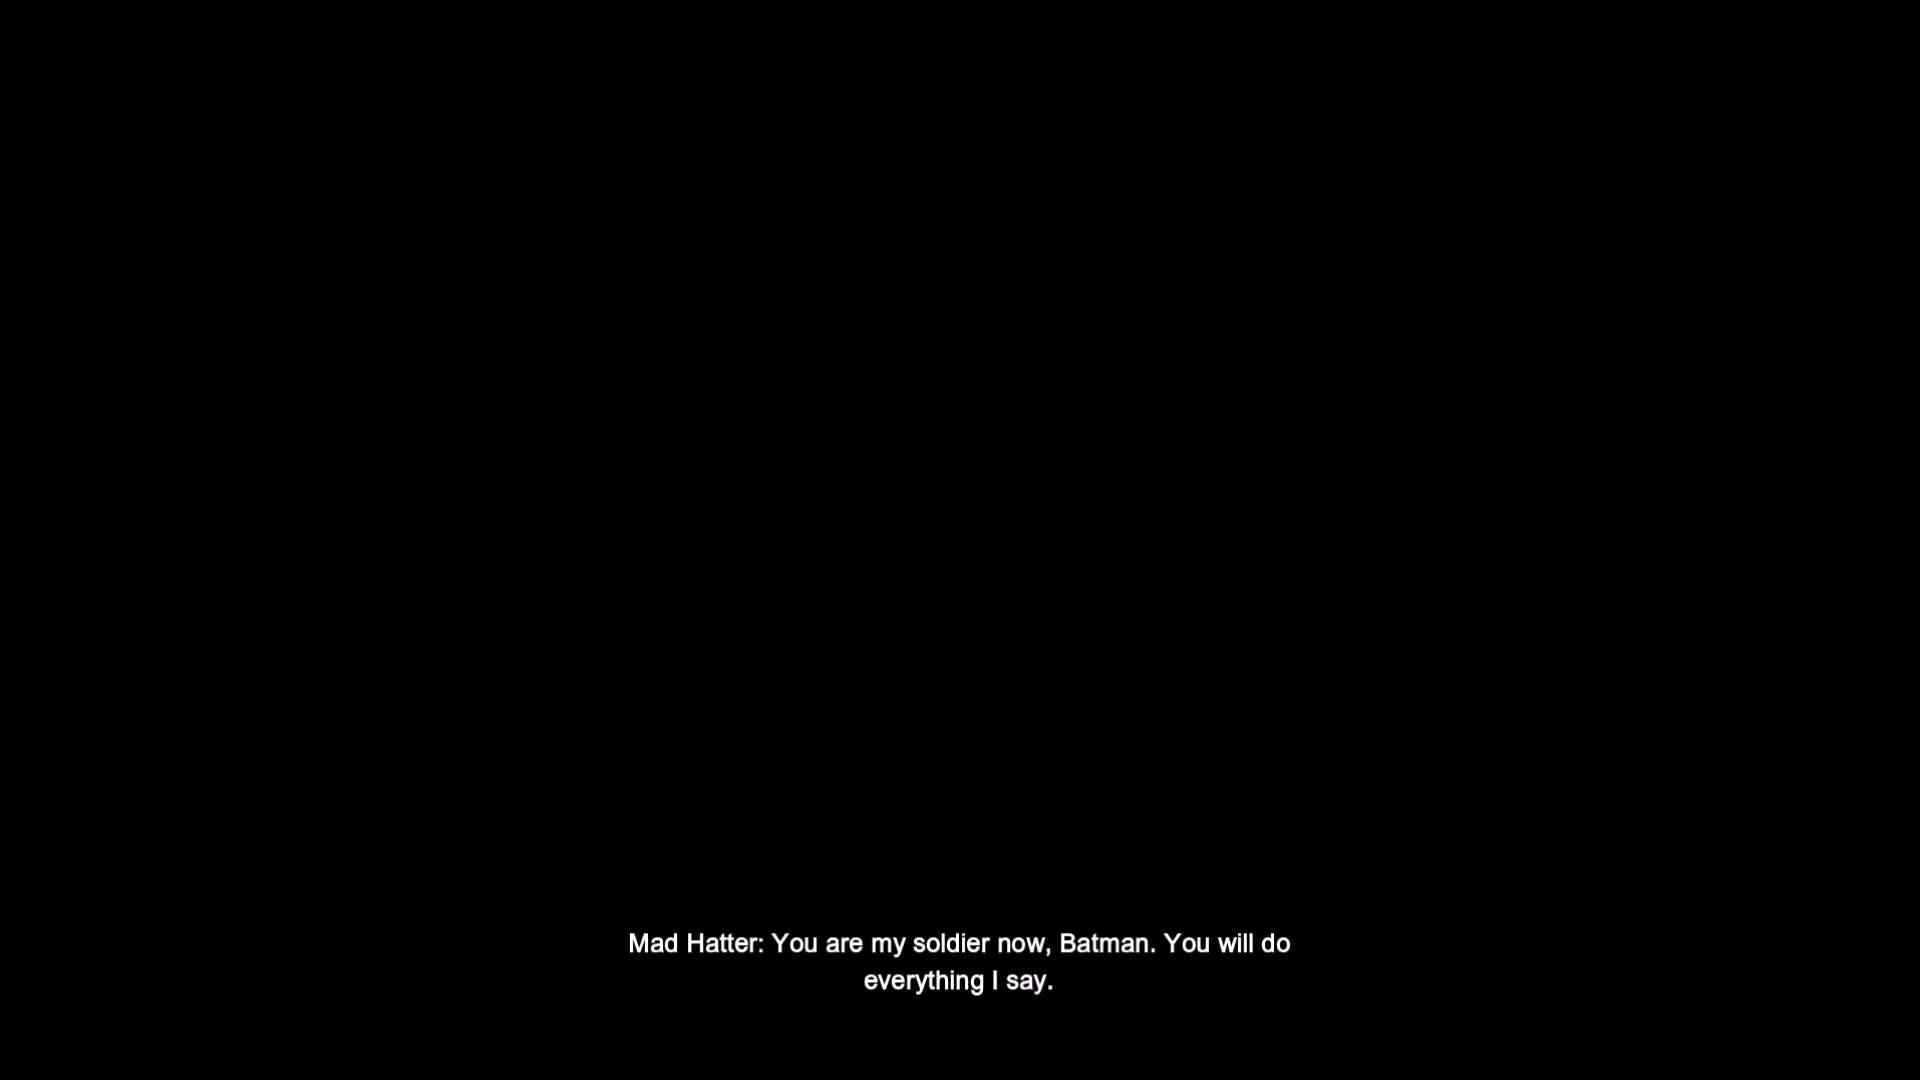 Mad Hatter: You are my soldier now, Batman. You will do
everything I say.